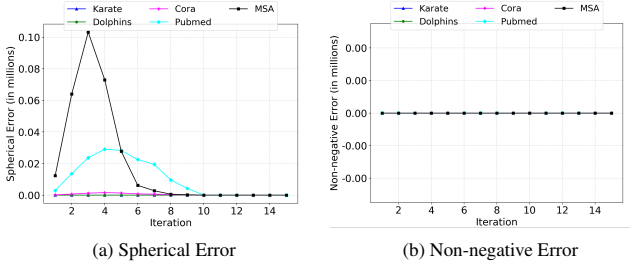 Karate Cora MSA
Dolphins Pubmed
0.10
0.08
0.06
0.04
0.02
0.00
Spherical Error (in millions)
2 4 6 8 10 12 14
Iteration
(a) Spherical Error
Karate Cora MSA
Dolphins Pubmed
0.00
0.00
0.00
-0.00
-0.00
Non-negative Error (in millions)
2 4 6 8 10 12 14
Iteration
(b) Non-negative Error